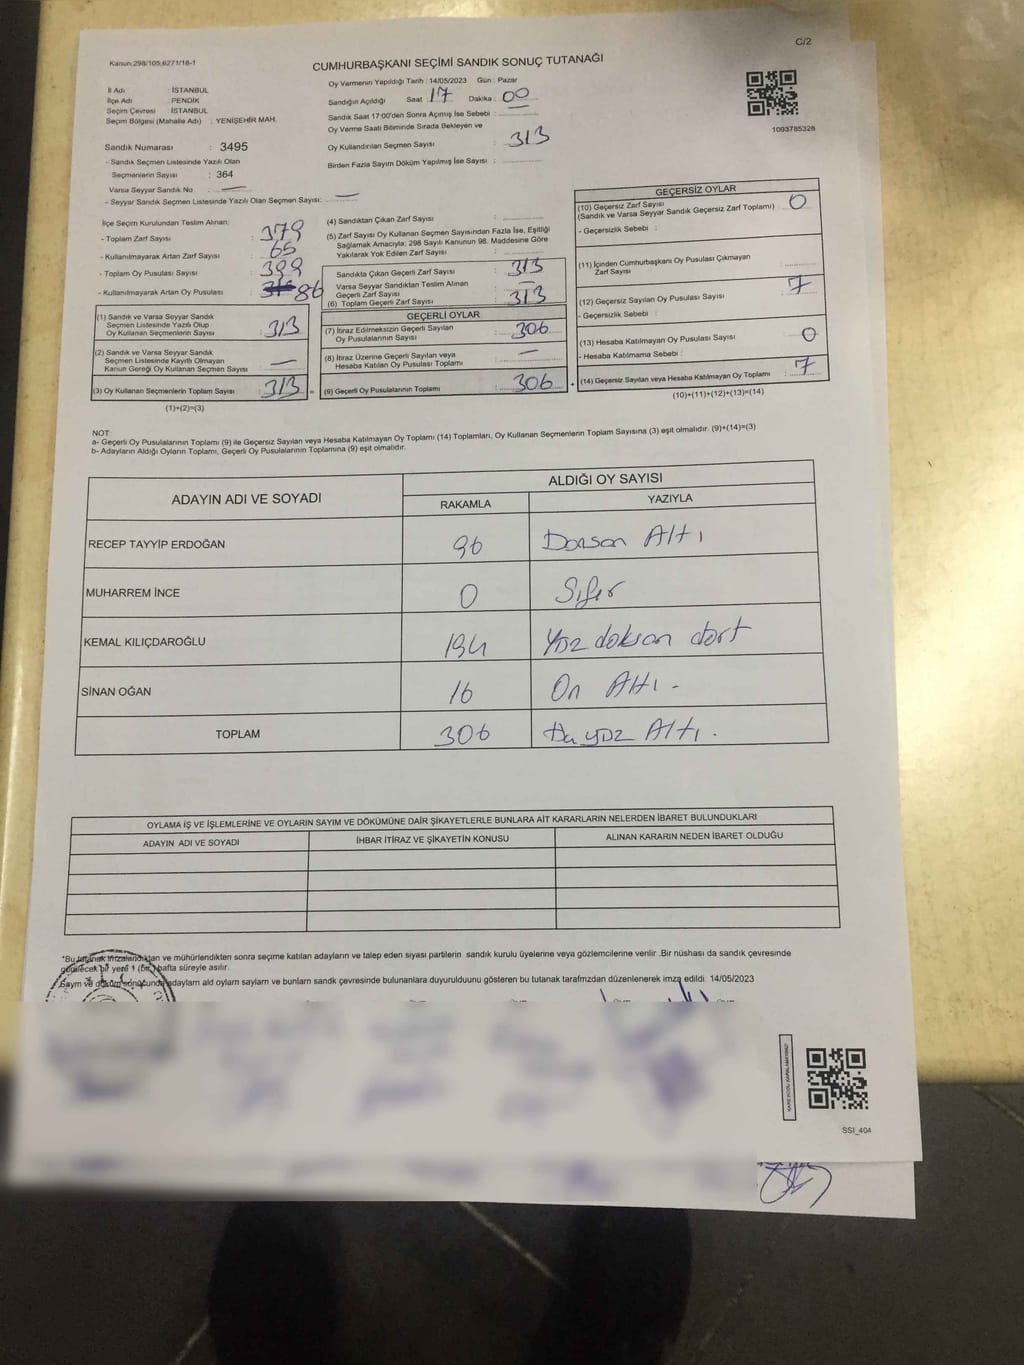 C/2
Kanun 298/105,6271/18-1
CUMHURBAŞKANI SEÇİMİ SANDIK SONUÇ TUTANAĞI
İl Adı : İSTANBUL
İlçe Adı : PENDİK
Seçim Çevresi : İSTANBUL
Seçim Bölgesi (Mahalle Adı) : YENİŞEHİR MAH.
Sandık Numarası : 3495
- Sandık Seçmen Listesinde Yazılı Olan
Seçmenlerin Sayısı : 364
Varsa Seyyar Sandık No : —
- Seyyar Sandık Seçmen Listesinde Yazılı Olan Seçmen Sayısı: —
Oy Vermenin Yapıldığı Tarih : 14/05/2023 Gün : Pazar
Sandığın Açıldığı Saat 17 Dakika : 00
Sandık Saat 17:00'den Sonra Açımış İse Sebebi :
Oy Verme Saati Bitiminde Sırada Bekleyen ve
Oy Kullandırılan Seçmen Sayısı : 313
Birden Fazla Sayım Döküm Yapılmış İse Sayısı :
1093785328
İlçe Seçim Kurulundan Teslim Alınan:
- Toplam Zarf Sayısı : 379
- Kullanılmayarak Artan Zarf Sayısı : 65
- Toplam Oy Pusulası Sayısı : 399
- Kullanılmayarak Artan Oy Pusulası : 86
(1) Sandık ve Varsa Seyyar Sandık
Seçmen Listesinde Yazılı Olup
Oy Kullanan Seçmenlerin Sayısı : 313
(2) Sandık ve Varsa Seyyar Sandık
Seçmen Listesinde Kayıtlı Olmayan
Kanun Gereği Oy Kullanan Seçmen Sayısı : —
(3) Oy Kullanan Seçmenlerin Toplam Sayısı : 313 =
(1)+(2)=(3)
(4) Sandıktan Çıkan Zarf Sayısı :
(5) Zarf Sayısı Oy Kullanan Seçmen Sayısından Fazla İse, Eşitliği
Sağlamak Amacıyla; 298 Sayılı Kanunun 98. Maddesine Göre
Yakılarak Yok Edilen Zarf Sayısı :
Sandıkta Çıkan Geçerli Zarf Sayısı : 313
Varsa Seyyar Sandıktan Teslim Alınan
Geçerli Zarf Sayısı : —
(6) Toplam Geçerli Zarf Sayısı : 313
GEÇERLİ OYLAR
(7) İtiraz Edilmeksizin Geçerli Sayılan
Oy Pusulalarının Sayısı : 306
(8) İtiraz Üzerine Geçerli Sayılan veya
Hesaba Katılan Oy Pusulası Toplamı : —
(9) Geçerli Oy Pusulalarının Toplamı : 306 +
GEÇERSİZ OYLAR
(10) Geçersiz Zarf Sayısı : 0
(Sandık ve Varsa Seyyar Sandık Geçersiz Zarf Toplamı)
- Geçersizlik Sebebi :
(11) İçinden Cumhurbaşkanı Oy Pusulası Çıkmayan
Zarf Sayısı :
(12) Geçersiz Sayılan Oy Pusulası Sayısı : 7
- Geçersizlik Sebebi :
(13) Hesaba Katılmayan Oy Pusulası Sayısı : 0
- Hesaba Katılmama Sebebi :
(14) Geçersiz Sayılan veya Hesaba Katılmayan Oy Toplamı : 7
(10)+(11)+(12)+(13)=(14)
NOT:
a- Geçerli Oy Pusulalarının Toplamı (9) ile Geçersiz Sayılan veya Hesaba Katılmayan Oy Toplamı (14) Toplamları, Oy Kullanan Seçmenlerin Toplam Sayısına (3) eşit olmalıdır. (9)+(14)=(3)
b- Adayların Aldığı Oyların Toplamı, Geçerli Oy Pusulalarının Toplamına (9) eşit olmalıdır.
ADAYIN ADI VE SOYADI
ALDIĞI OY SAYISI
RAKAMLA YAZIYLA
RECEP TAYYİP ERDOĞAN 96 Doksan Altı
MUHARREM İNCE 0 Sıfır
KEMAL KILIÇDAROĞLU 194 Yüz doksan dört
SİNAN OĞAN 16 On Altı -
TOPLAM 306 Üç yüz Altı .
OYLAMA İŞ VE İŞLEMLERİNE VE OYLARIN SAYIM VE DÖKÜMÜNE DAİR ŞİKAYETLERLE BUNLARA AİT KARARLARIN NELERDEN İBARET BULUNDUKLARI
ADAYIN ADI VE SOYADI İHBAR İTİRAZ VE ŞİKAYETİN KONUSU ALINAN KARARIN NEDEN İBARET OLDUĞU
"Bu tutanak imzalandıktan ve mühürlendikten sonra seçime katılan adayların ve talep eden siyasi partilerin sandık kurulu üyelerine veya gözlemcilerine verilir .Bir nüshası da sandık çevresinde
görülecek bir yere 1 (bir) hafta süreyle asılır.
Sayım ve döküm sonucunda adayların ald oyların sayların ve bunların sandık çevresinde bulunanlara duyurulduunu gösteren bu tutanak tarafmzdan düzenlenerek imza edildi. 14/05/2023
SSI_404